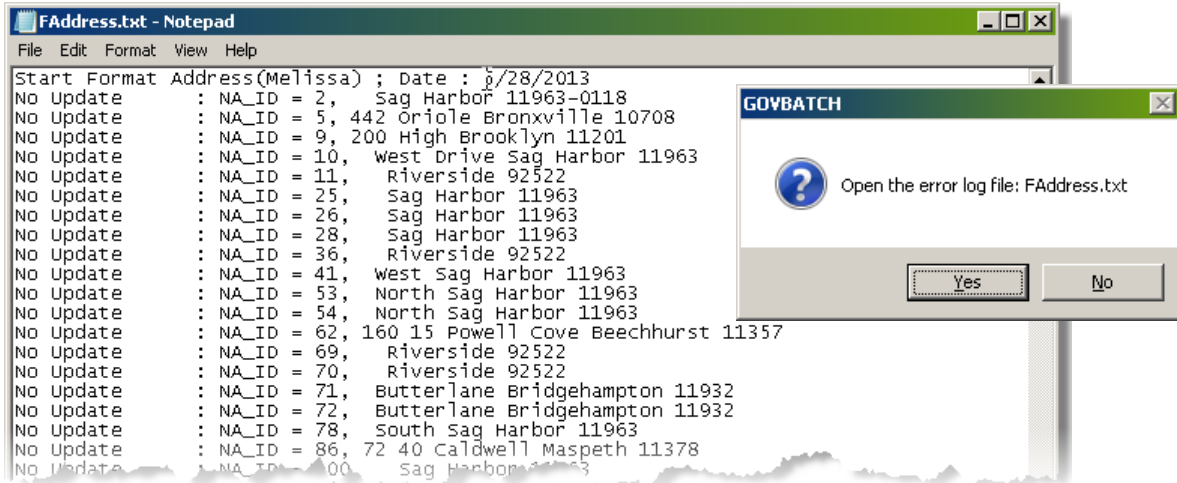 FAddress.txt - Notepad
File Edit Format View Help
Start Format Address(Melissa) ; Date : /28/2013
No Update : NA_ID = 2, Sag Harbor 11963-0118
No Update : NA_ID = 5, 442 Oriole Bronxville 10708
No Update : NA_ID = 9, 200 High Brooklyn 11201
No Update : NA_ID = 10, West Drive Sag Harbor 11963
No Update : NA_ID = 11, Riverside 92522
No Update : NA_ID = 25, Sag Harbor 11963
No Update : NA_ID = 26, Sag Harbor 11963
No Update : NA_ID = 28, Sag Harbor 11963
No Update : NA_ID = 36, Riverside 92522
No Update : NA_ID = 41, West Sag Harbor 11963
No Update : NA_ID = 53, North Sag Harbor 11963
No Update : NA_ID = 54, North Sag Harbor 11963
No Update : NA_ID = 62, 160 15 Powell Cove Beechhurst 11357
No Update : NA_ID = 69, Riverside 92522
No Update : NA_ID = 70, Riverside 92522
No Update : NA_ID = 71, Butterlane Bridgehampton 11932
No Update : NA_ID = 72, Butterlane Bridgehampton 11932
No Update : NA_ID = 78, South Sag Harbor 11963
No Update : NA_ID = 86, 72 40 Caldwell Maspeth 11378
No Update : NA_ID Sag Harbor
GOVBATCH
Open the error log file: FAddress.txt
Yes No